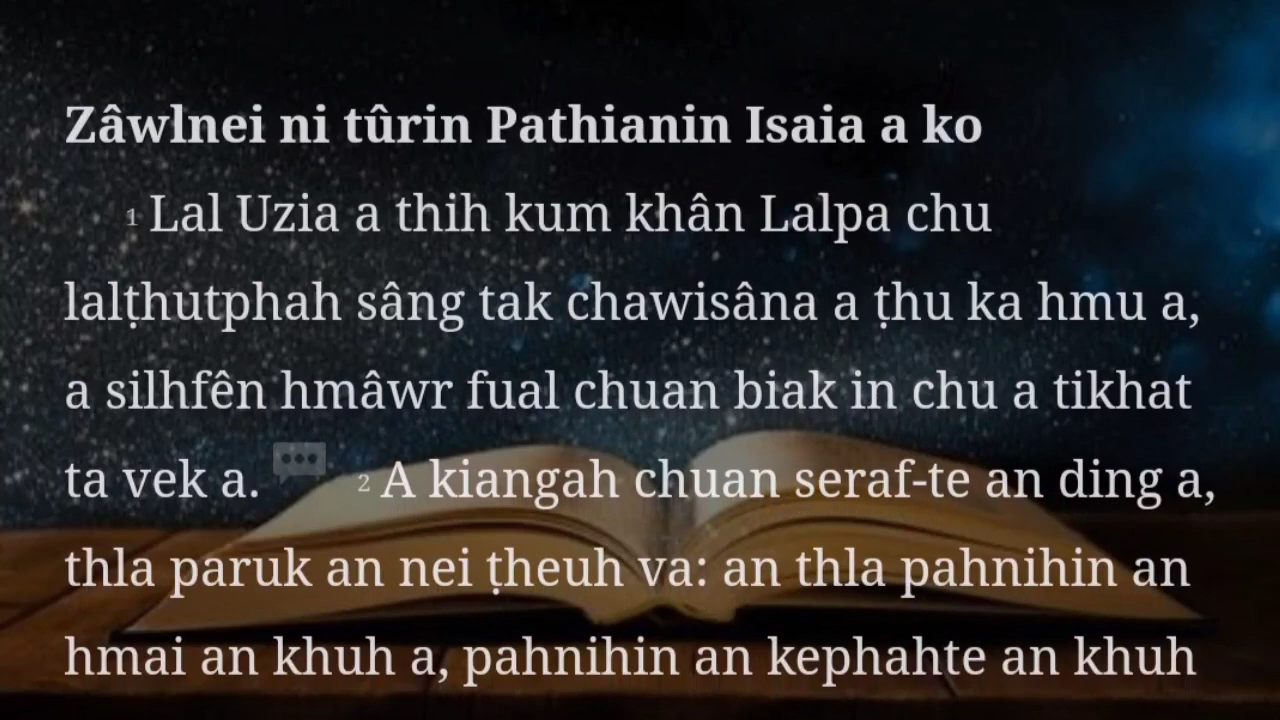 Zâwlnei ni tûrin Pathianin Isaia a ko
1 Lal Uzia a thih kum khân Lalpa chu
lalṭhutphah sâng tak chawisâna a ṭhu ka hmu a,
a silhfên hmâwr fual chuan biak in chu a tikhat
ta vek a. 2 A kiangah chuan seraf-te an ding a,
thla paruk an nei ṭheuh va: an thla pahnihin an
hmai an khuh a, pahnihin an kephahte an khuh